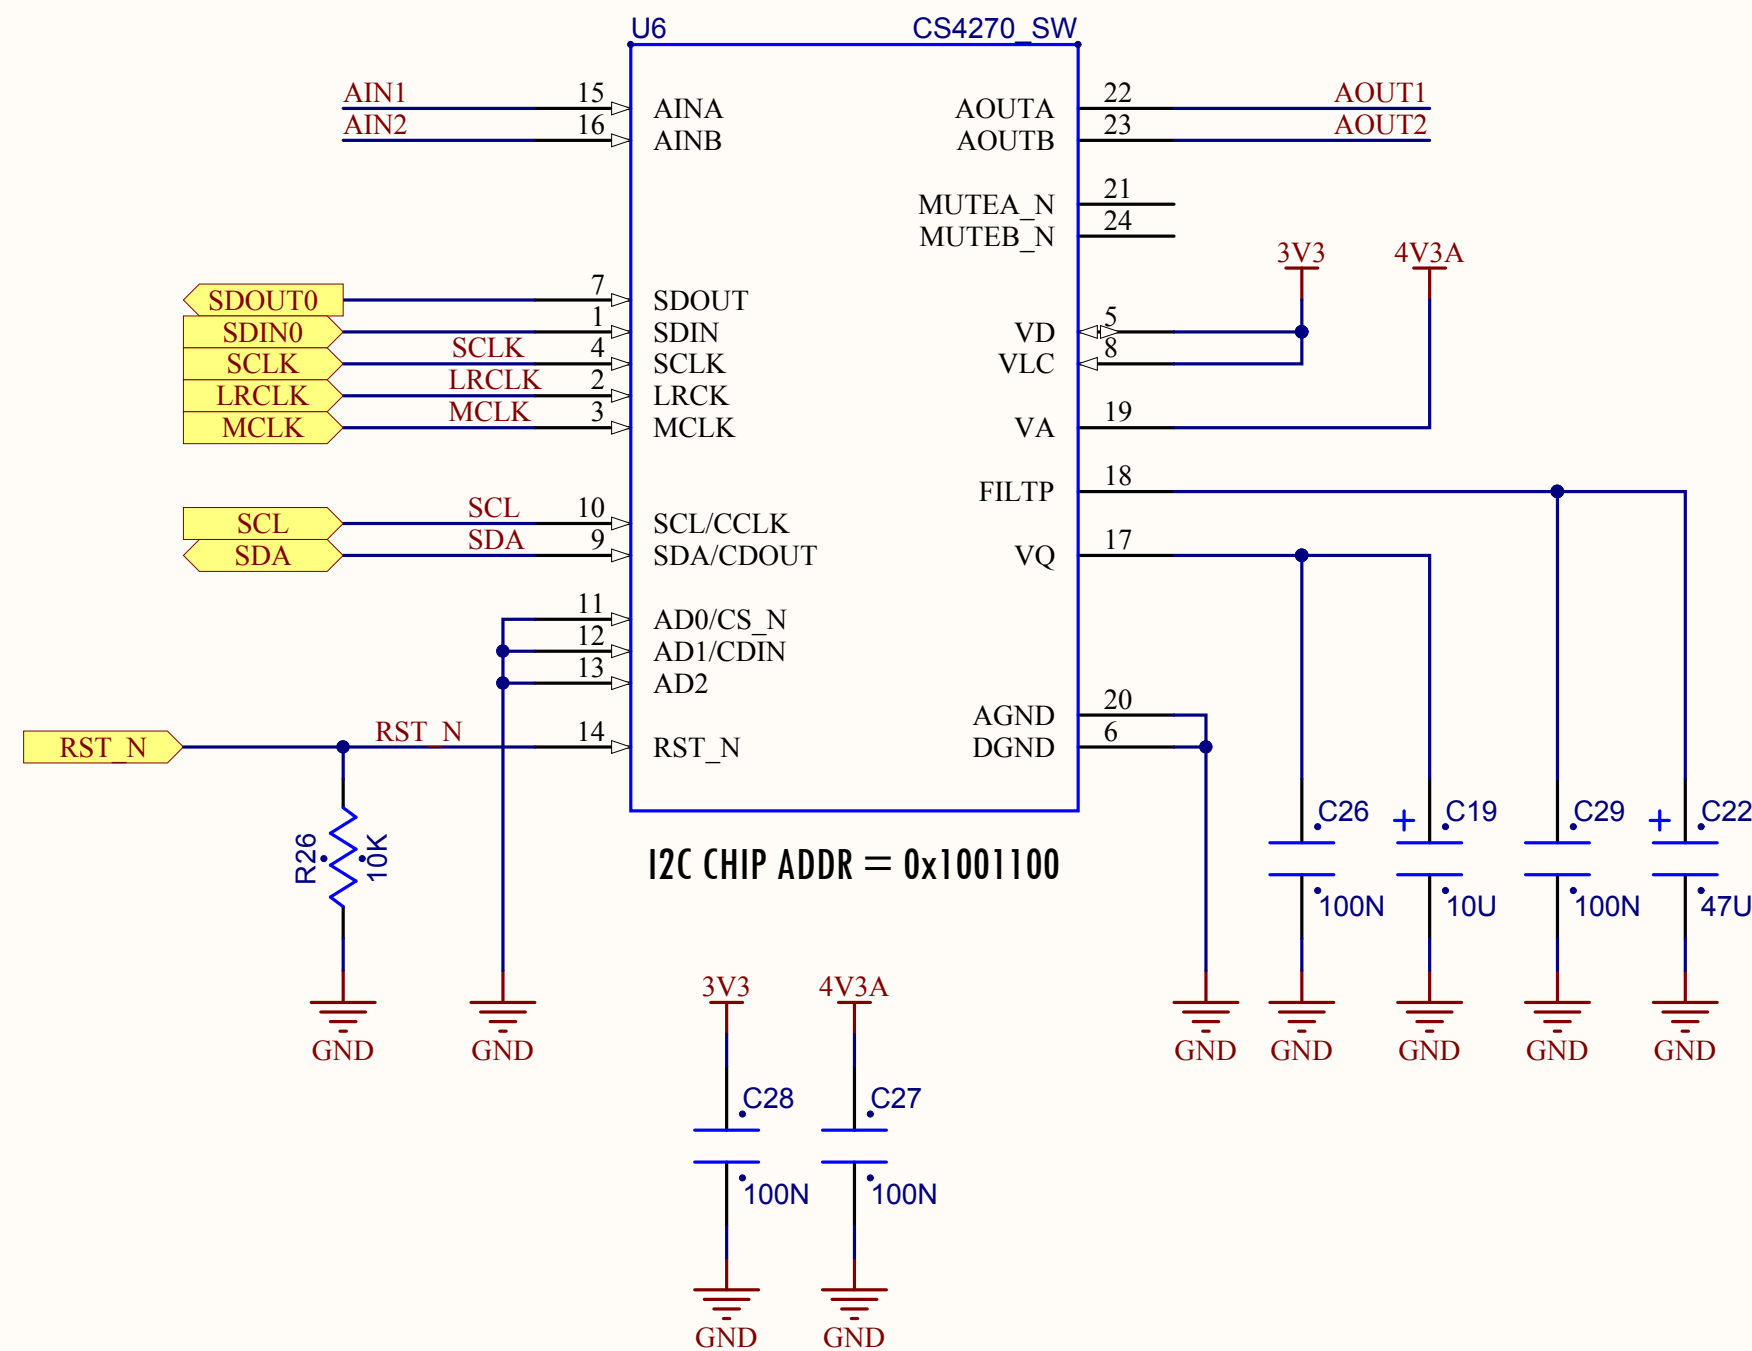 U6 CS4270_SW
AIN1 15 AINA AOUTA 22 AOUT1
AIN2 16 AINB AOUTB 23 AOUT2
MUTEA_N 21
MUTEB_N 24
3V3 4V3A
SDOUT0 7 SDOUT
SDIN0 1 SDIN VD 5
SCLK SCLK 4 SCLK VLC 8
LRCLK LRCLK 2 LRCK
MCLK MCLK 3 MCLK VA 19
FILTP 18
SCL SCL 10 SCL/CCLK
SDA SDA 9 SDA/CDOUT VQ 17
11 AD0/CS_N
12 AD1/CDIN
13 AD2
AGND 20
RST_N RST_N 14 RST_N DGND 6
R26 10K
I2C CHIP ADDR = 0x1001100
+ C26 + C19 C29 + C22
100N 10U 100N 47U
GND GND GND GND GND GND GND
3V3 4V3A
C28 C27
100N 100N
GND GND